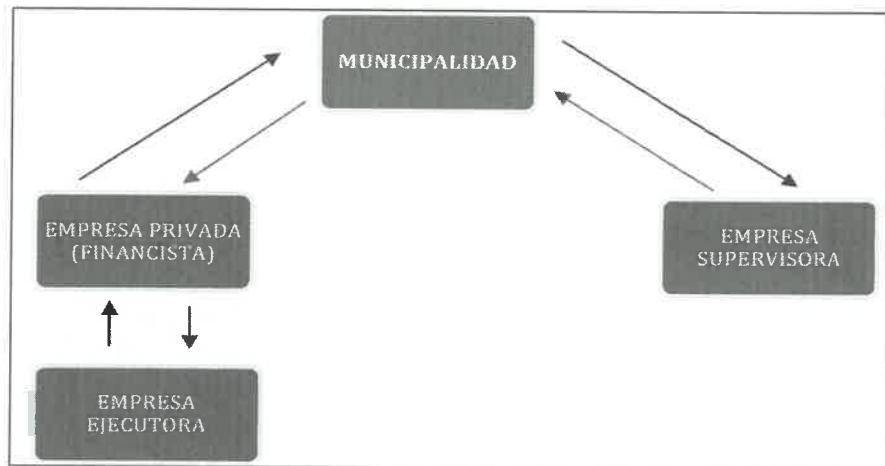 MUNICIPALIDAD
EMPRESA PRIVADA
(FINANCISTA)
EMPRESA
SUPERVISORA
EMPRESA
EJECUTORA